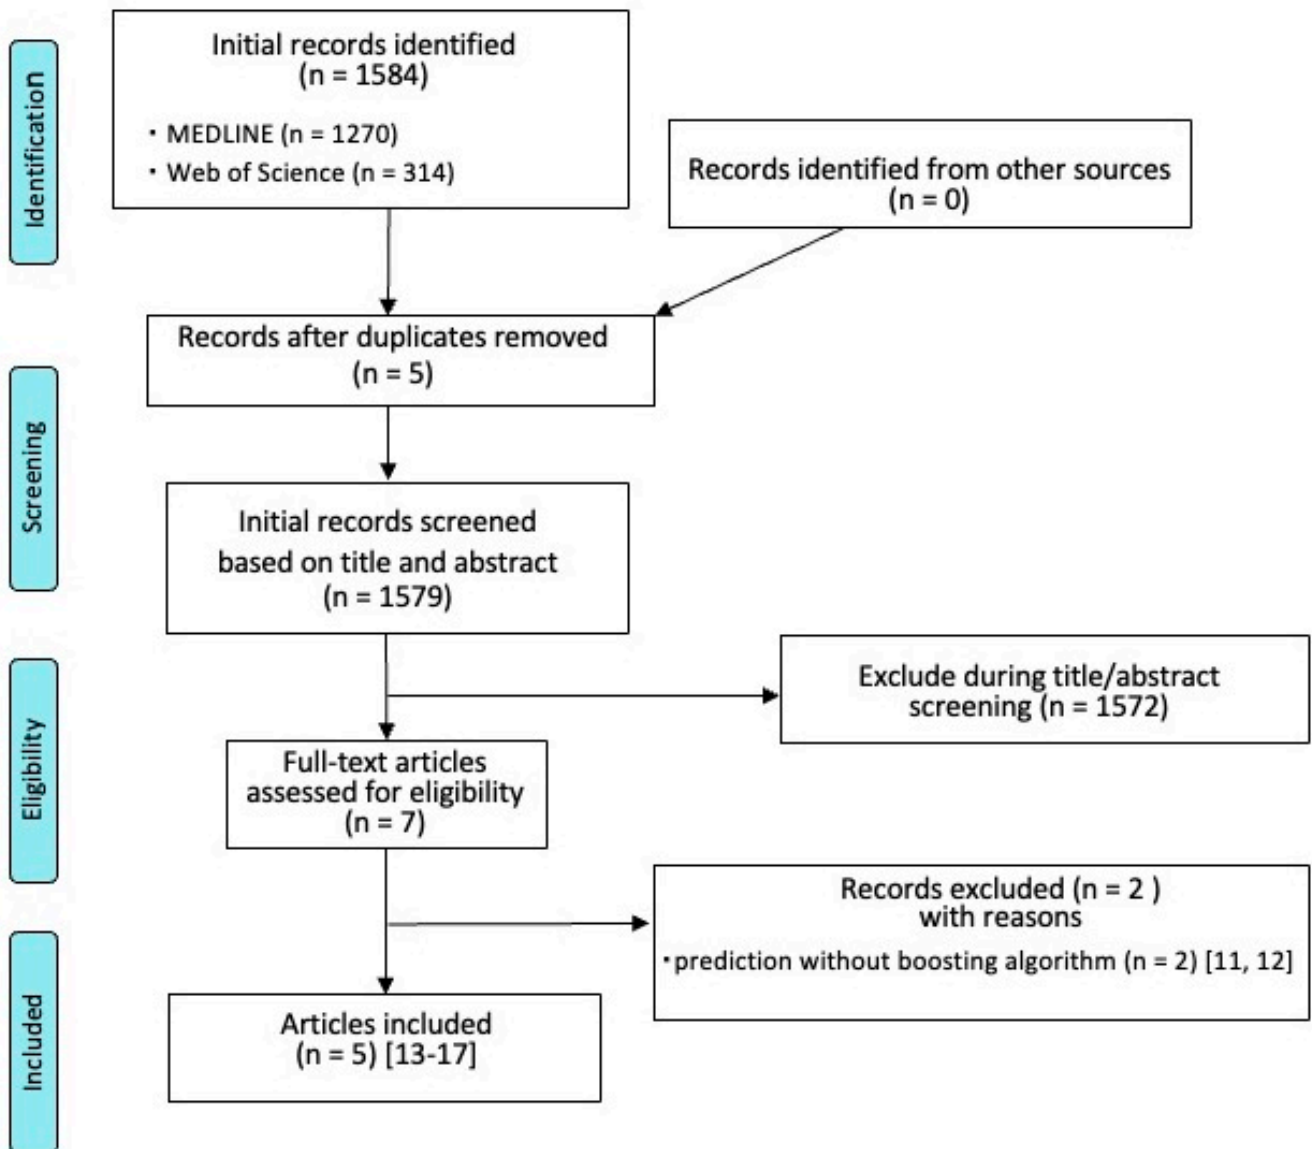 Identification
Initial records identified
(n = 1584)
・ MEDLINE (n = 1270)
・ Web of Science (n = 314)
Records identified from other sources
(n = 0)
Records after duplicates removed
(n = 5)
Screening
Initial records screened
based on title and abstract
(n = 1579)
Eligibility
Exclude during title/abstract
screening (n = 1572)
Full-text articles
assessed for eligibility
(n = 7)
Records excluded (n = 2 )
with reasons
・prediction without boosting algorithm (n = 2) [11, 12]
Included
Articles included
(n = 5) [13-17]